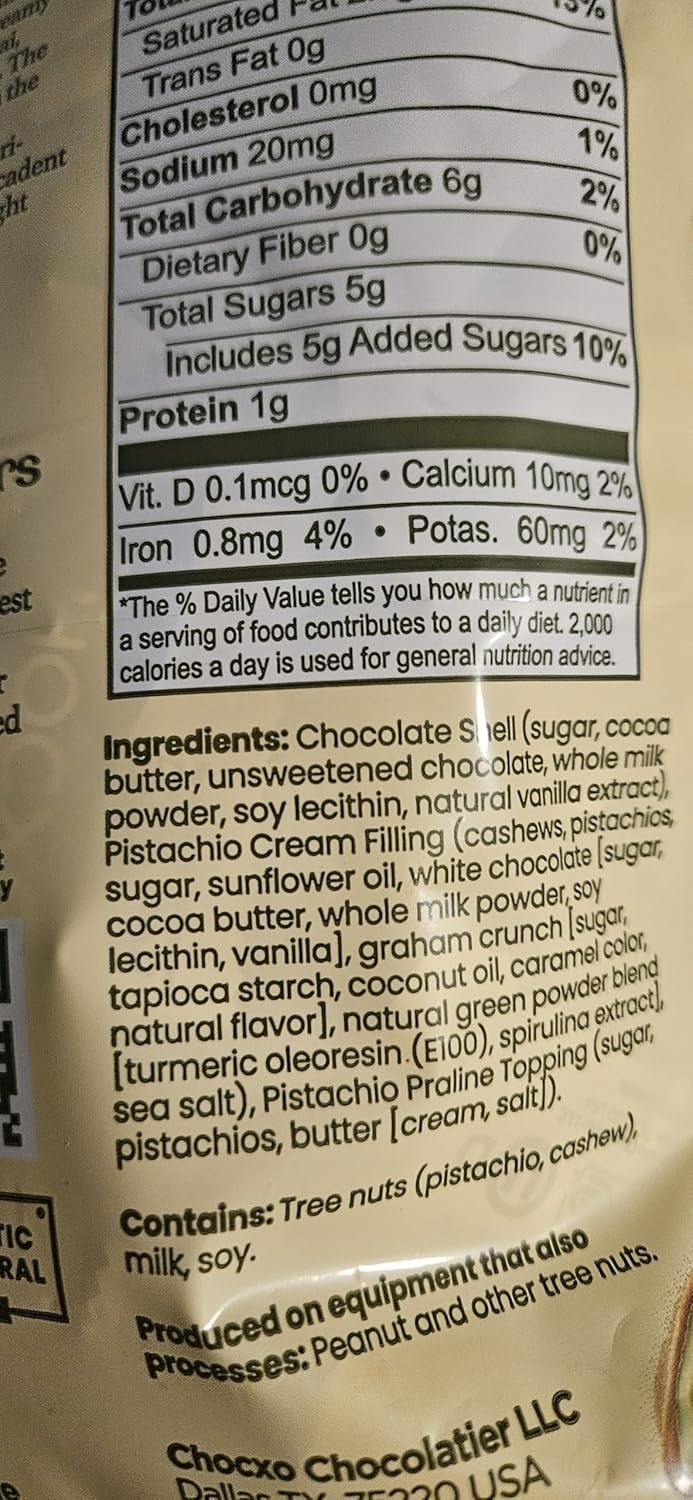 Saturated
Trans Fat 0g
Cholesterol 0mg 0%
Sodium 20mg 1%
Total Carbohydrate 6g 2%
Dietary Fiber 0g 0%
Total Sugars 5g
Includes 5g Added Sugars 10%
Protein 1g
Vit. D 0.1mcg 0% • Calcium 10mg 2%
Iron 0.8mg 4% • Potas. 60mg 2%
*The % Daily Value tells you how much a nutrient in
a serving of food contributes to a daily diet. 2,000
calories a day is used for general nutrition advice.
Ingredients: Chocolate Shell (sugar, cocoa
butter, unsweetened chocolate, whole milk
powder, soy lecithin, natural vanilla extract),
Pistachio Cream Filling (cashews, pistachios,
sugar, sunflower oil, white chocolate [sugar,
cocoa butter, whole milk powder, soy
lecithin, vanilla], graham crunch [sugar,
tapioca starch, coconut oil, caramel color,
natural flavor], natural green powder blend
[turmeric oleoresin.(E100), spirulina extract],
sea salt), Pistachio Praline Topping (sugar,
pistachios, butter [cream, salt]).
Contains: Tree nuts (pistachio, cashew),
milk, soy.
Produced on equipment that also
processes: Peanut and other tree nuts.
Chocxo Chocolatier LLC
USA
The
the